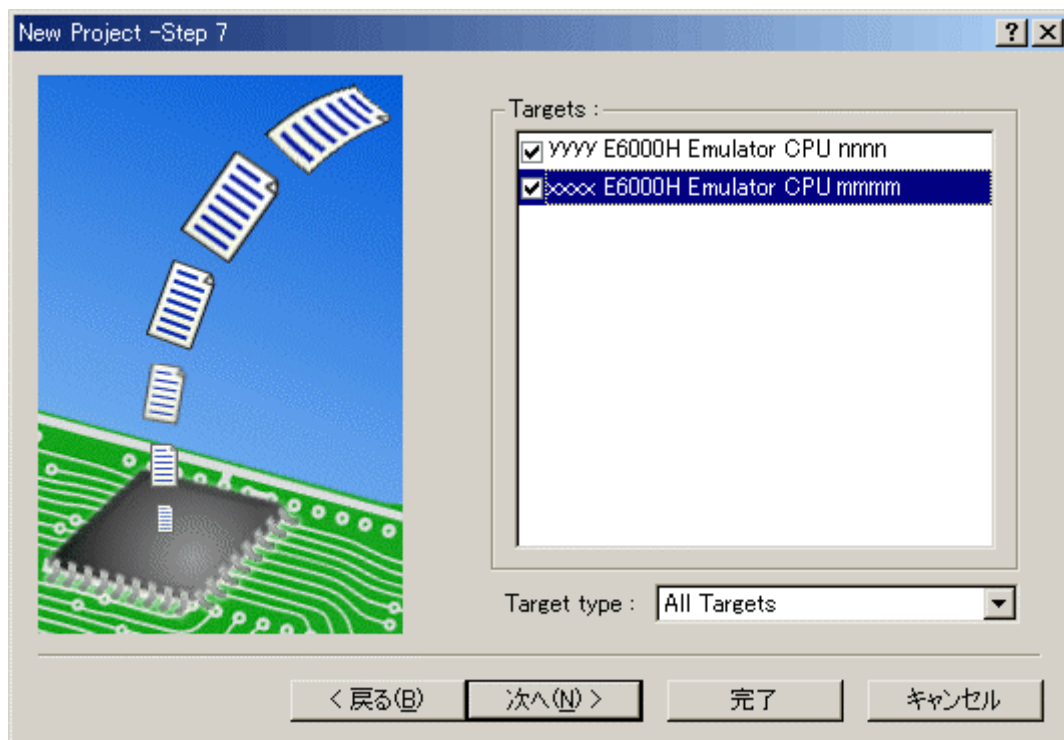 New Project -Step 7
Targets :
yyyy E6000H Emulator CPU nnnn
xxxx E6000H Emulator CPU mmmm
Target type : All Targets
< 戻る(B) 次へ(N) > 完了 キャンセル